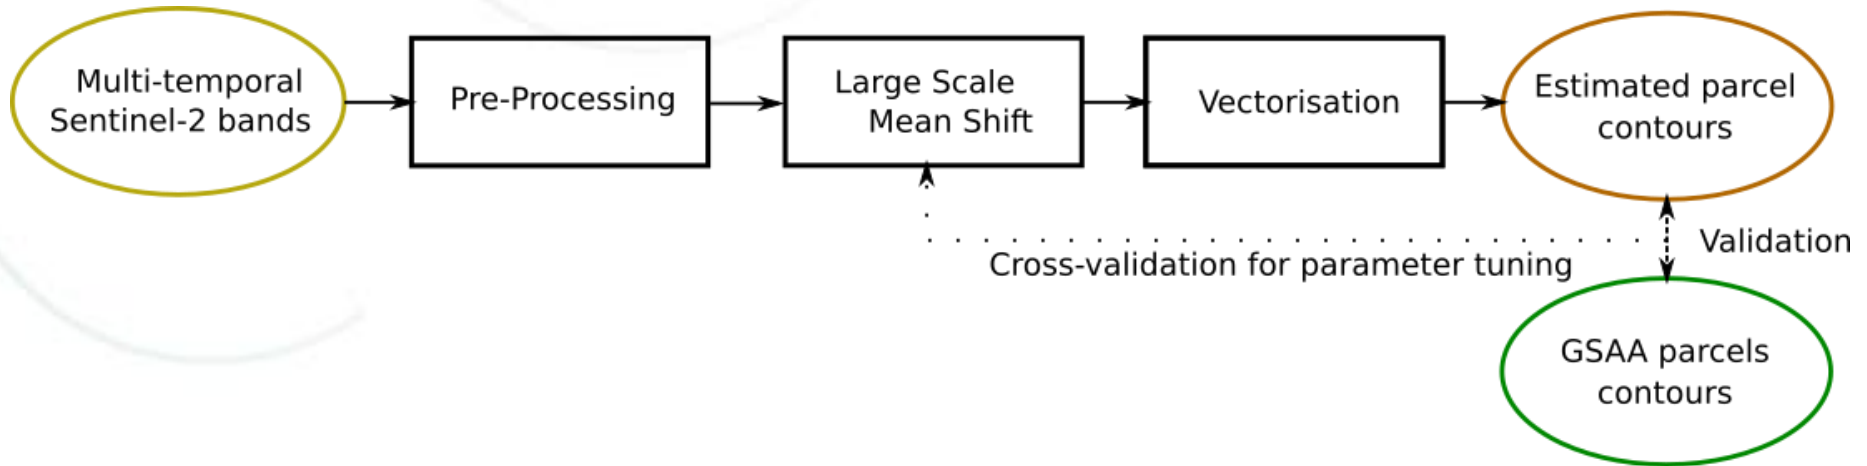 Multi-temporal
Sentinel-2 bands
Pre-Processing
Large Scale
Mean Shift
Vectorisation
Estimated parcel
contours
Validation
Cross-validation for parameter tuning
GSAA parcels
contours